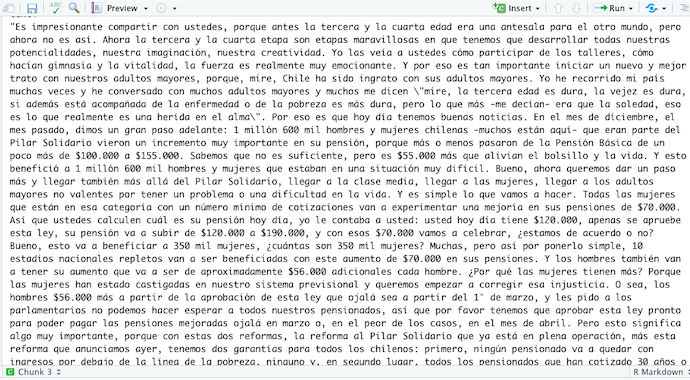 Preview
Insert
Run
"Es impresionante compartir con ustedes, porque antes la tercera y la cuarta edad era una antesala para el otro mundo, pero
ahora no es así. Ahora la tercera y la cuarta etapa son etapas maravillosas en que tenemos que desarrollar todas nuestras
potencialidades, nuestra imaginación, nuestra creatividad. Yo las veía a ustedes cómo participar de los talleres, cómo
hacían gimnasia y la vitalidad, la fuerza es realmente muy emocionante. Y por eso es tan importante iniciar un nuevo y mejor
trato con nuestros adultos mayores, porque, mire, Chile ha sido ingrato con sus adultos mayores. Yo he recorrido mi país
muchas veces y he conversado con muchos adultos mayores y muchos me dicen \"mire, la tercera edad es dura, la vejez es dura,
si además está acompañada de la enfermedad o de la pobreza es más dura, pero lo que más -me decían- era que la soledad, eso
es lo que realmente es una herida en el alma\". Por eso es que hoy día tenemos buenas noticias. En el mes de diciembre, el
mes pasado, dimos un gran paso adelante: 1 millón 600 mil hombres y mujeres chilenas -muchos están aquí- que eran parte del
Pilar Solidario vieron un incremento muy importante en su pensión, porque más o menos pasaron de la Pensión Básica de un
poco más de $100.000 a $155.000. Sabemos que no es suficiente, pero es $55.000 más que alivian el bolsillo y la vida. Y esto
benefició a 1 millón 600 mil hombres y mujeres que estaban en una situación muy difícil. Bueno, ahora queremos dar un paso
más y llegar también más allá del Pilar Solidario, llegar a la clase media, llegar a las mujeres, llegar a los adultos
mayores no valentes por tener un problema o una dificultad en la vida. Y es simple lo que vamos a hacer. Todas las mujeres
que están en esa categoría con un número mínimo de cotizaciones van a experimentar una mejoría en sus pensiones de $70.000.
Así que ustedes calculen cuál es su pensión hoy día, yo le contaba a usted: usted hoy día tiene $120.000, apenas se apruebe
esta ley, su pensión va a subir de $120.000 a $190.000, y con esos $70.000 vamos a celebrar, ¿estamos de acuerdo o no?
Bueno, esto va a beneficiar a 350 mil mujeres, ¿cuántas son 350 mil mujeres? Muchas, pero así por ponerlo simple, 10
estadios nacionales repletos van a ser beneficiadas con este aumento de $70.000 en sus pensiones. Y los hombres también van
a tener su aumento que va a ser de aproximadamente $56.000 adicionales cada hombre. ¿Por qué las mujeres tienen más? Porque
las mujeres han estado castigadas en nuestro sistema previsional y queremos empezar a corregir esa injusticia. O sea, los
hombres $56.000 más a partir de la aprobación de esta ley que ojalá sea a partir del 1° de marzo, y les pido a los
parlamentarios no podemos hacer esperar a todos nuestros pensionados, así que por favor tenemos que aprobar esta ley pronto
para poder pagar las pensiones mejoradas ojalá en marzo o, en el peor de los casos, en el mes de abril. Pero esto significa
algo muy importante, porque con estas dos reformas, la reforma al Pilar Solidario que ya está en plena operación, más esta
reforma que anunciamos ayer, tenemos dos garantías para todos los chilenos: primero, ningún pensionado va a quedar con
ingresos por debajo de la línea de la pobreza, ninguno y, en segundo lugar, todos los pensionados que han cotizado 30 años o
Chunk 3
R Markdown